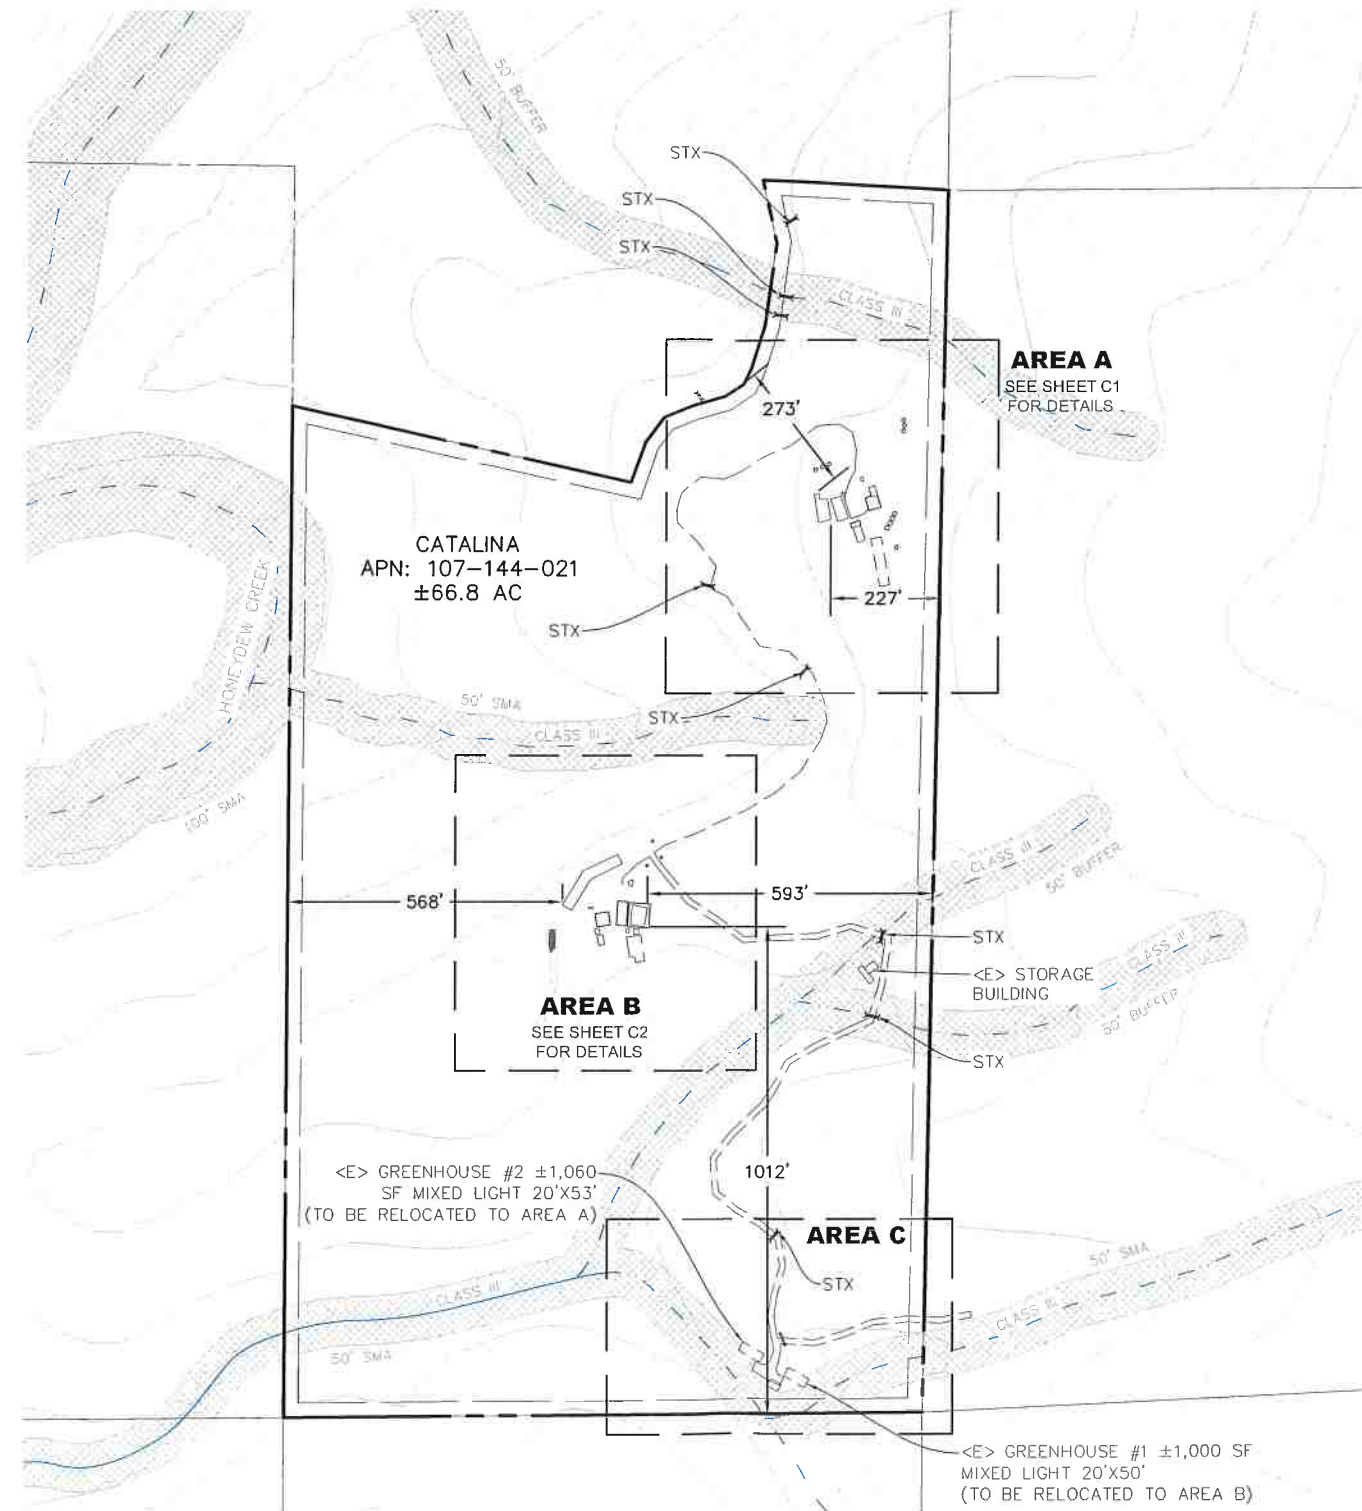 50' BUFFER
STX
STX
STX
CLASS III
AREA A
SEE SHEET C1
FOR DETAILS
273'
CATALINA
APN: 107-144-021
±66.8 AC
HONEYDEW CREEK
227'
STX
50' SMA
STX
CLASS III
100' SMA
CLASS III
50' BUFFER
568'
593'
STX
CLASS III
<E> STORAGE
BUILDING
50' BUFFER
AREA B
SEE SHEET C2
FOR DETAILS
STX
1012'
<E> GREENHOUSE #2 ±1,060
SF MIXED LIGHT 20'X53'
(TO BE RELOCATED TO AREA A)
AREA C
50' SMA
STX
CLASS III
CLASS III
50' SMA
<E> GREENHOUSE #1 ±1,000 SF
MIXED LIGHT 20'X50'
(TO BE RELOCATED TO AREA B)